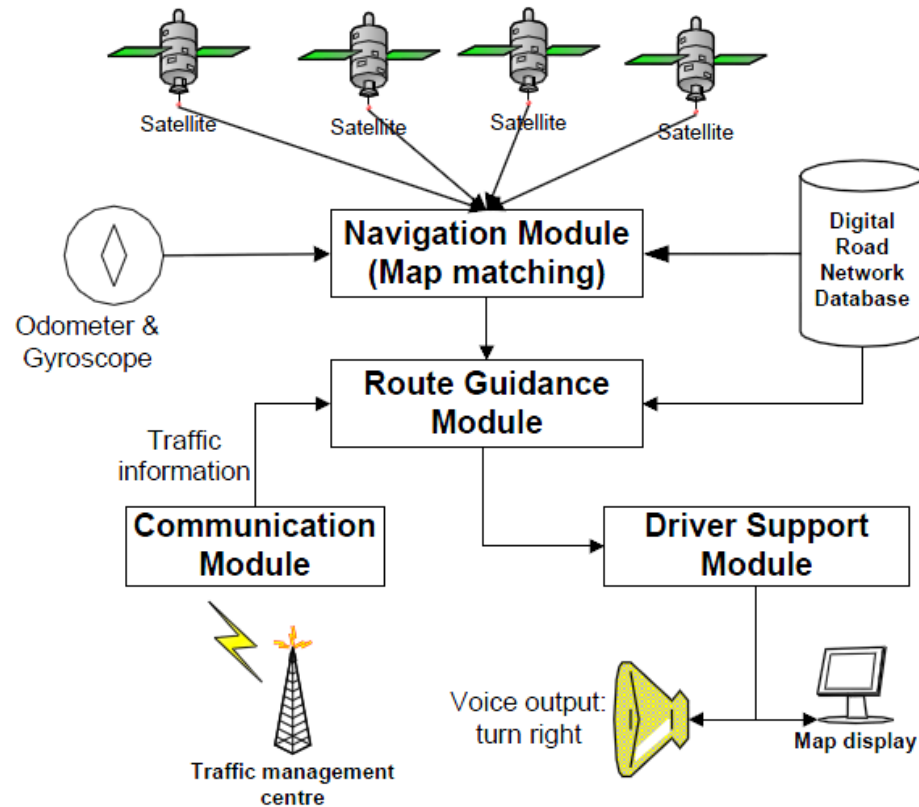 Satellite
Satellite
Satellite
Satellite
Navigation Module
(Map matching)
Digital
Road
Network
Database
Odometer &
Gyroscope
Route Guidance
Module
Traffic
information
Communication
Module
Driver Support
Module
Voice output:
turn right
Map display
Traffic management
centre